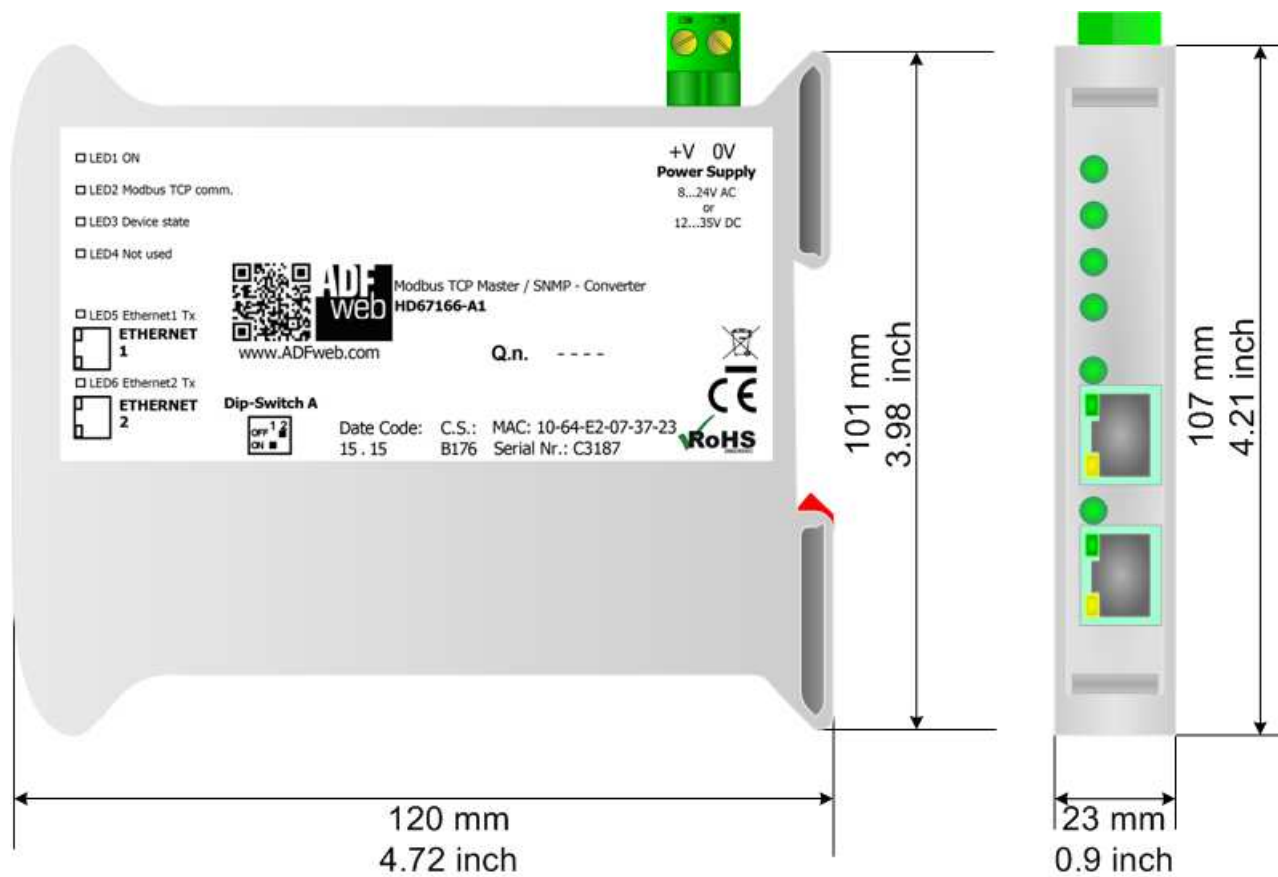 LED1 ON
LED2 Modbus TCP comm.
LED3 Device state
LED4 Not used
LED5 Ethernet1 Tx
ETHERNET
1
LED6 Ethernet2 Tx
ETHERNET
2
ADF
web
www.ADFweb.com
Modbus TCP Master / SNMP - Converter
HD67166-A1
+V 0V
Power Supply
8...24V AC
or
12...35V DC
Q.n. - - - -
CE
RoHS
Dip-Switch A
1 2
OFF
ON
Date Code: C.S.: MAC: 10-64-E2-07-37-23
15 . 15 B176 Serial Nr.: C3187
101 mm
3.98 inch
107 mm
4.21 inch
120 mm
4.72 inch
23 mm
0.9 inch